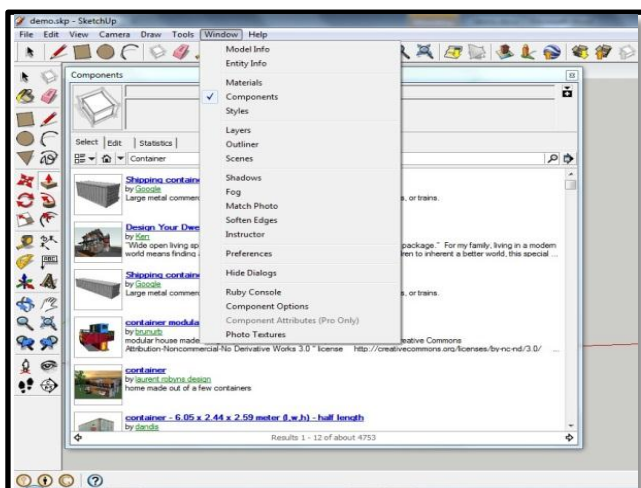 demo.skp - SketchUp
File Edit View Camera Draw Tools Window Help
Model Info
Entity Info
Materials
✓ Components
Styles
Layers
Outliner
Scenes
Shadows
Fog
Match Photo
Soften Edges
Instructor
Preferences
Hide Dialogs
Ruby Console
Component Options
Component Attributes (Pro Only)
Photo Textures
Components
Select Edit Statistics
Container
Shipping contain
by Google
Large metal commer s, or trains.
Design Your Dwe
by Ken
"Wide open living sp package." For my family, living in a modern
world means finding ren to inherent a better world, this special ...
Shipping contain
by Google
Large metal commer s, or trains.
container modula
by brunurb
modular house made reative Commons
Attribution-Noncommercial-No Derivative Works 3.0 " license http://creativecommons.org/licenses/by-nc-nd/3.0/ ...
container
by laurent robyns design
home made out of a few containers
container - 6.05 x 2.44 x 2.59 meter (l,w,h) - half length
by dandia
Results 1 - 12 of about 4753
ABC